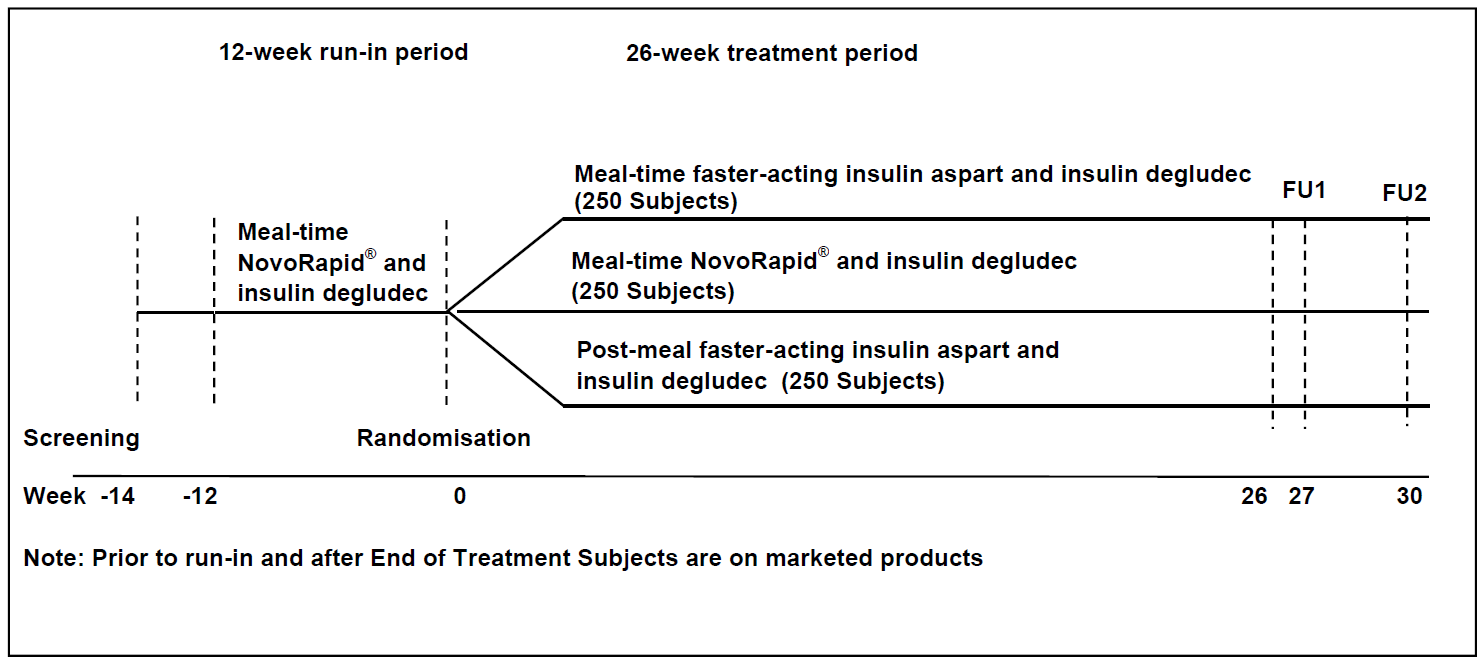 12-week run-in period
26-week treatment period
Meal-time faster-acting insulin aspart and insulin degludec
(250 Subjects)
FU1
FU2
Meal-time
NovoRapid® and
insulin degludec
Meal-time NovoRapid® and insulin degludec
(250 Subjects)
Post-meal faster-acting insulin aspart and
insulin degludec (250 Subjects)
Screening
Randomisation
Week -14 -12 0 26 27 30
Note: Prior to run-in and after End of Treatment Subjects are on marketed products